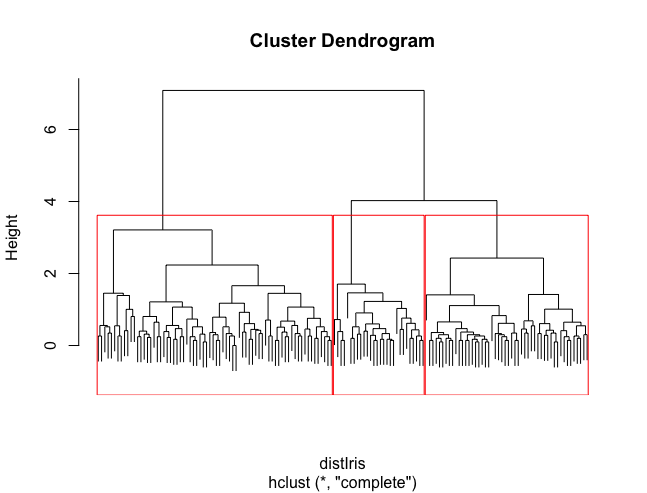 Cluster Dendrogram
Height
6
4
2
0
distIris
hclust (*, "complete")